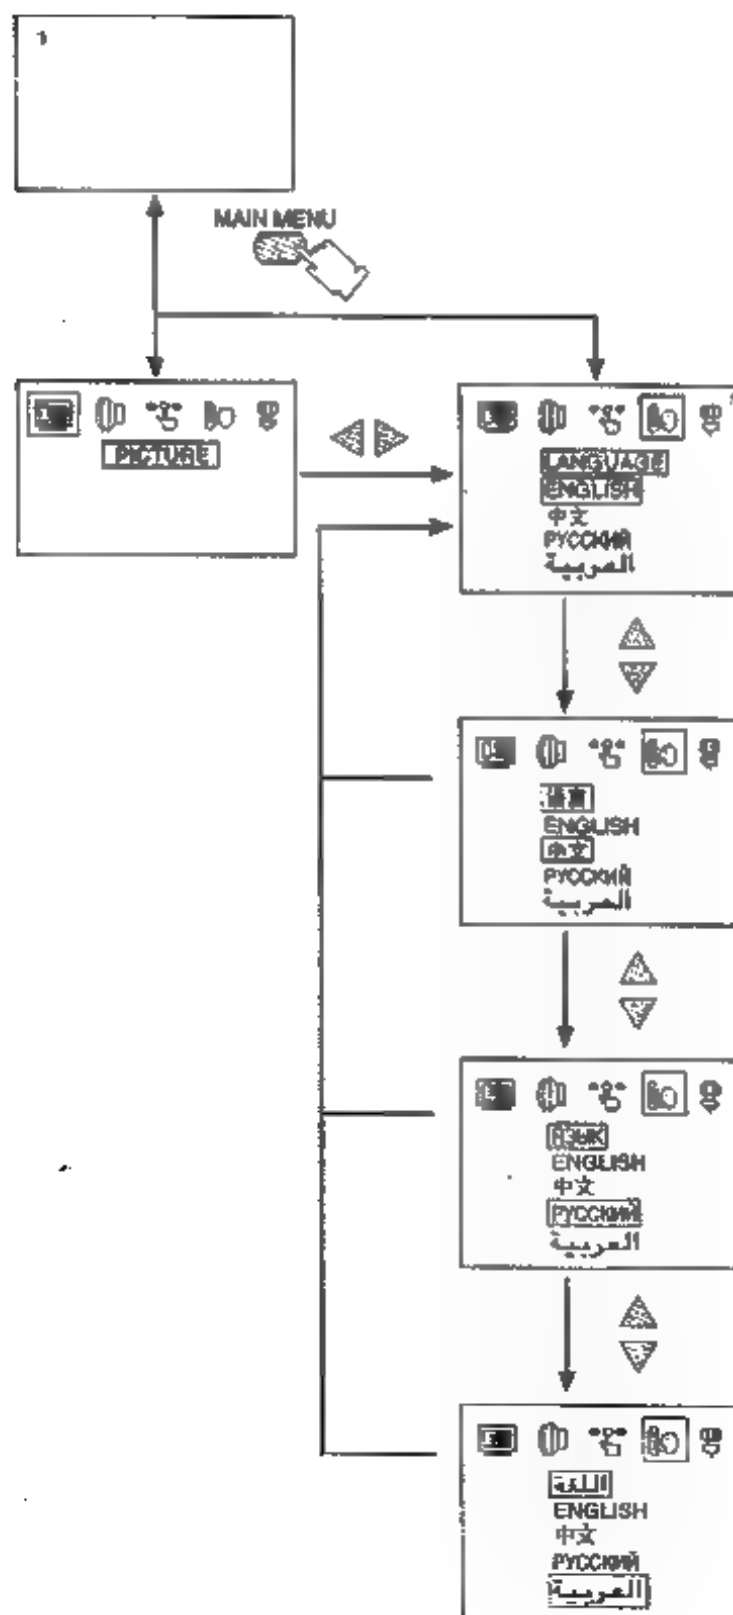 1
MAIN MENU
PICTURE
LANGUAGE
ENGLISH
中文
РУССКИЙ
العربية
语言
ENGLISH
中文
РУССКИЙ
العربية
ЯЗЫК
ENGLISH
中文
РУССКИЙ
العربية
اللغة
ENGLISH
中文
РУССКИЙ
العربية